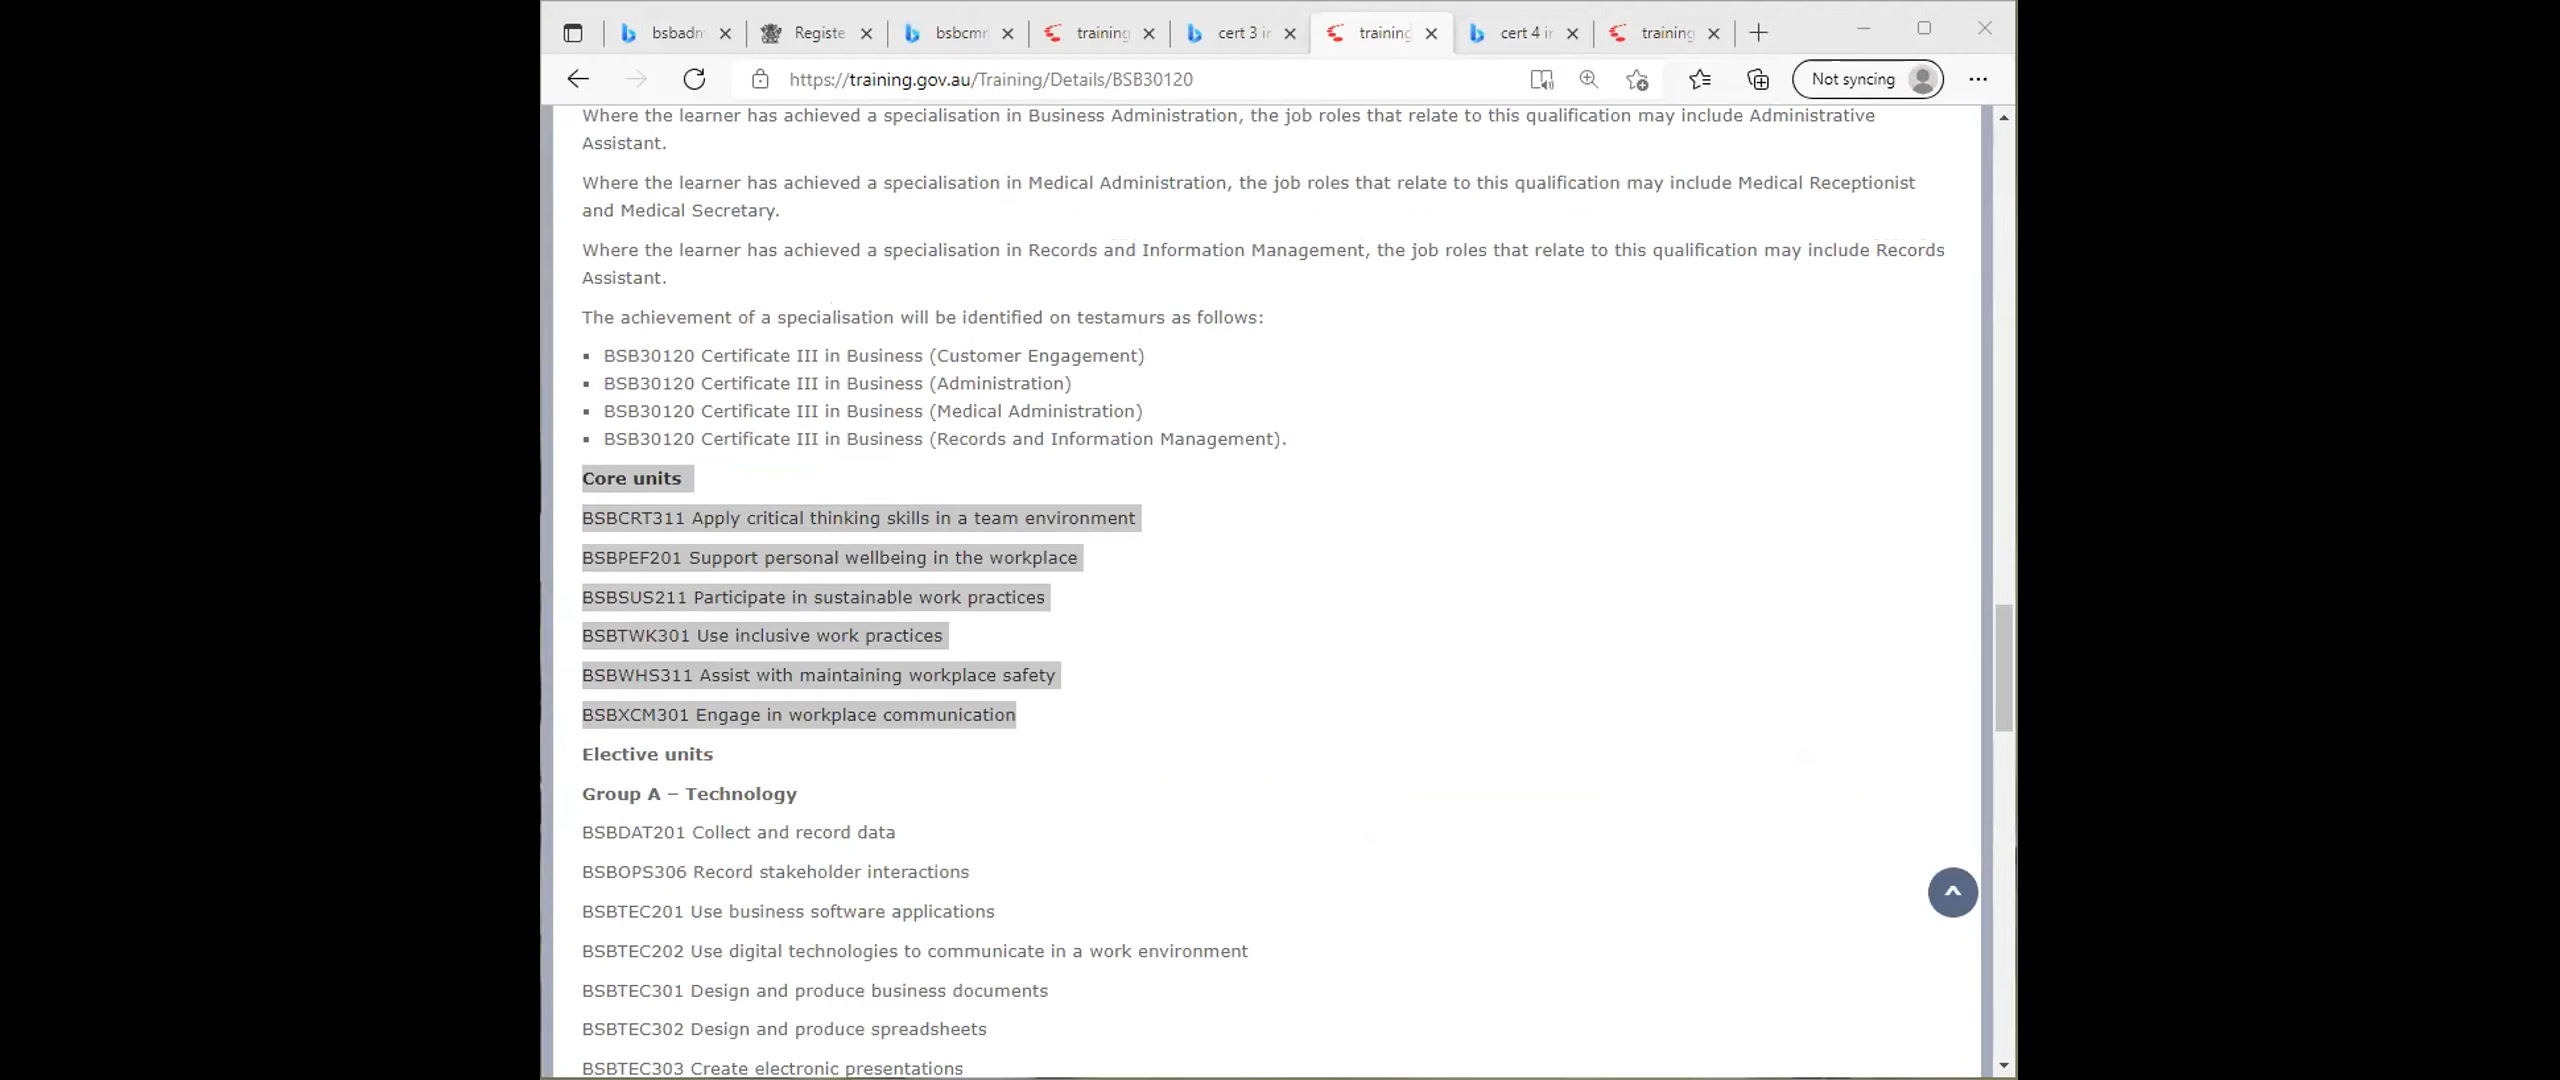 bsbadm
Registe
bsbcmr
training
cert 3 ir
training
cert 4 ir
training
https://training.gov.au/Training/Details/BSB30120
Not syncing
Where the learner has achieved a specialisation in Business Administration, the job roles that relate to this qualification may include Administrative
Assistant.
Where the learner has achieved a specialisation in Medical Administration, the job roles that relate to this qualification may include Medical Receptionist
and Medical Secretary.
Where the learner has achieved a specialisation in Records and Information Management, the job roles that relate to this qualification may include Records
Assistant.
The achievement of a specialisation will be identified on testamurs as follows:
▪ BSB30120 Certificate III in Business (Customer Engagement)
▪ BSB30120 Certificate III in Business (Administration)
▪ BSB30120 Certificate III in Business (Medical Administration)
▪ BSB30120 Certificate III in Business (Records and Information Management).
Core units
BSBCRT311 Apply critical thinking skills in a team environment
BSBPEF201 Support personal wellbeing in the workplace
BSBSUS211 Participate in sustainable work practices
BSBTWK301 Use inclusive work practices
BSBWHS311 Assist with maintaining workplace safety
BSBXCM301 Engage in workplace communication
Elective units
Group A – Technology
BSBDAT201 Collect and record data
BSBOPS306 Record stakeholder interactions
BSBTEC201 Use business software applications
BSBTEC202 Use digital technologies to communicate in a work environment
BSBTEC301 Design and produce business documents
BSBTEC302 Design and produce spreadsheets
BSBTEC303 Create electronic presentations